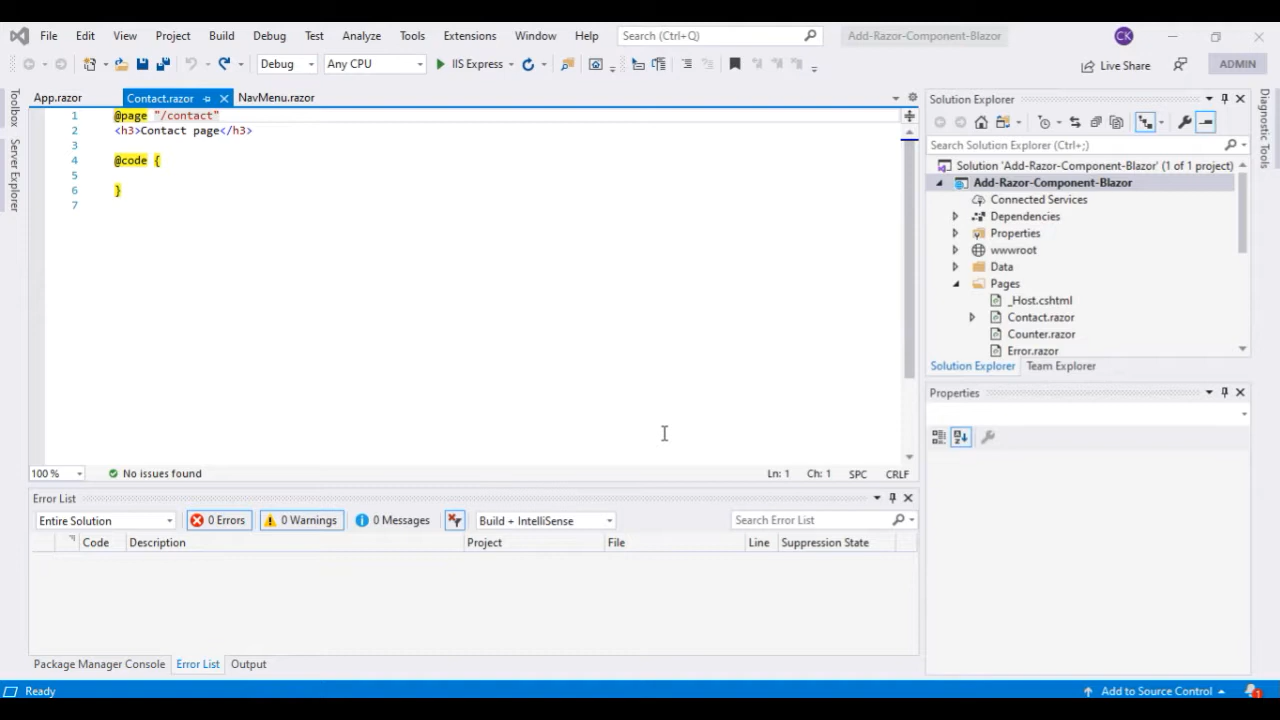 File Edit View Project Build Debug Test Analyze Tools Extensions Window Help Search (Ctrl+Q) Add-Razor-Component-Blazor CK
Debug Any CPU IIS Express Live Share ADMIN
Toolbox
Server Explorer
App.razor Contact.razor NavMenu.razor
1 @page "/contact"
2 <h3>Contact page</h3>
3
4 @code {
5
6 }
7
100 % No issues found Ln: 1 Ch: 1 SPC CRLF
Error List
Entire Solution 0 Errors 0 Warnings 0 Messages Build + IntelliSense Search Error List
Code Description Project File Line Suppression State
Package Manager Console Error List Output
Solution Explorer
Search Solution Explorer (Ctrl+;)
Solution 'Add-Razor-Component-Blazor' (1 of 1 project)
Add-Razor-Component-Blazor
Connected Services
Dependencies
Properties
wwwroot
Data
Pages
_Host.cshtml
Contact.razor
Counter.razor
Error.razor
Solution Explorer Team Explorer
Properties
Diagnostic Tools
Ready Add to Source Control 1